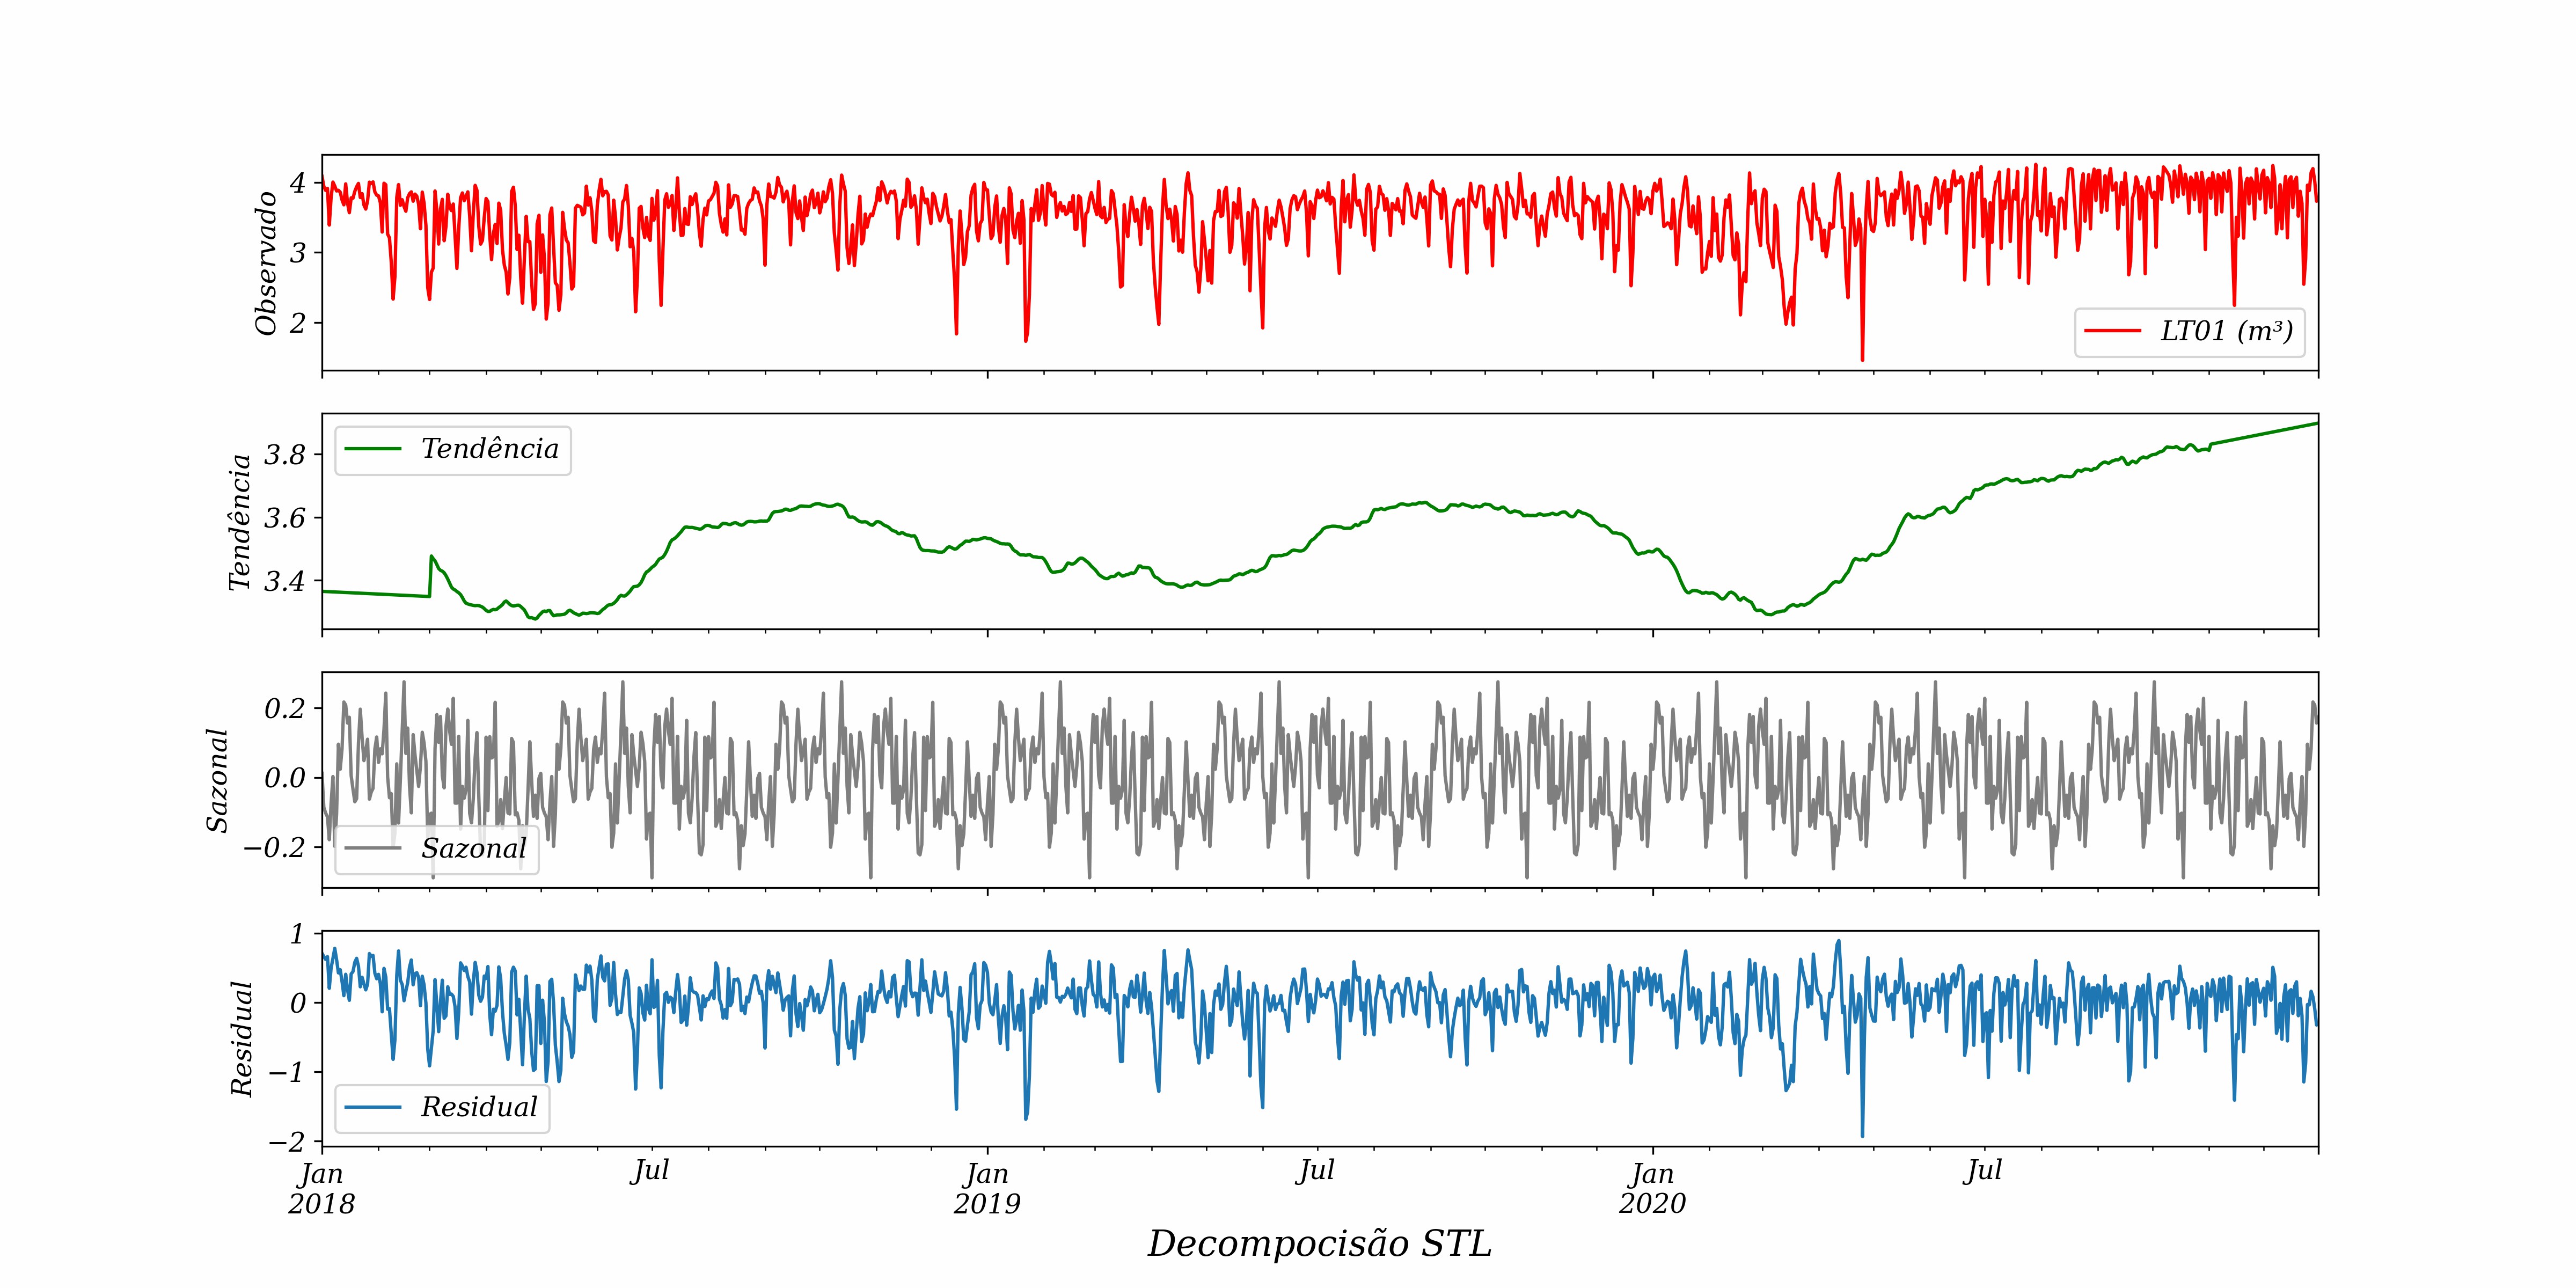 Observado
4
3
2
LT01 (m³)
Tendência
3.8
3.6
3.4
Tendência
Sazonal
0.2
0.0
−0.2
Sazonal
Residual
1
0
−1
−2
Residual
Jan Jul Jan Jul Jan Jul
2018 2019 2020
Decompocisão STL